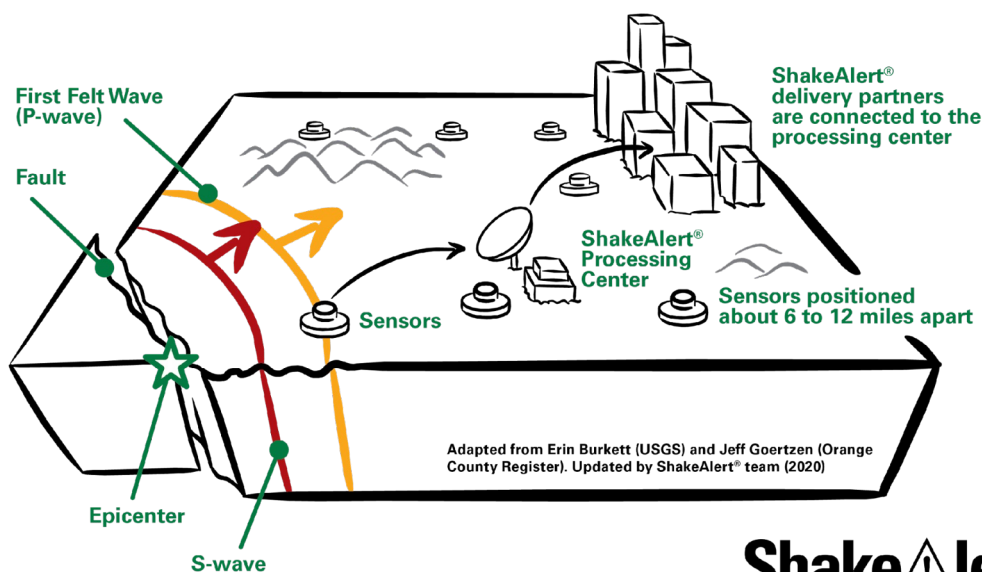 First Felt Wave
(P-wave)
Fault
ShakeAlert®
delivery partners
are connected to the
processing center
ShakeAlert®
Processing
Center
Sensors
Sensors positioned
about 6 to 12 miles apart
Adapted from Erin Burkett (USGS) and Jeff Goertzen (Orange
County Register). Updated by ShakeAlert® team (2020)
Epicenter
S-wave